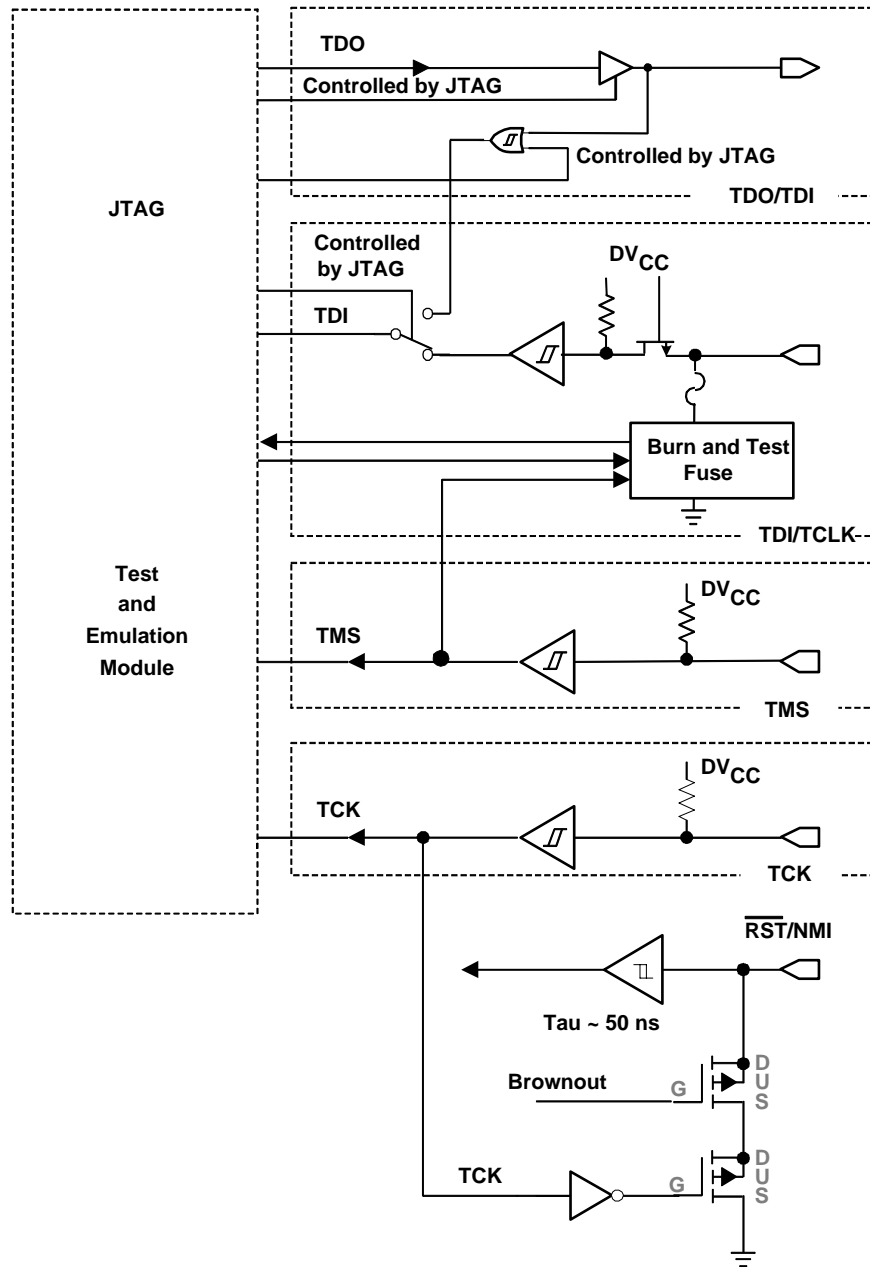 TDO
Controlled by JTAG
Controlled by JTAG
TDO/TDI
JTAG
Controlled
by JTAG
DVCC
TDI
Burn and Test
Fuse
TDI/TCLK
Test
and
Emulation
Module
DVCC
TMS
TMS
DVCC
TCK
TCK
RST/NMI
Tau ~ 50 ns
Brownout
G
D
U
S
TCK
G
D
U
S